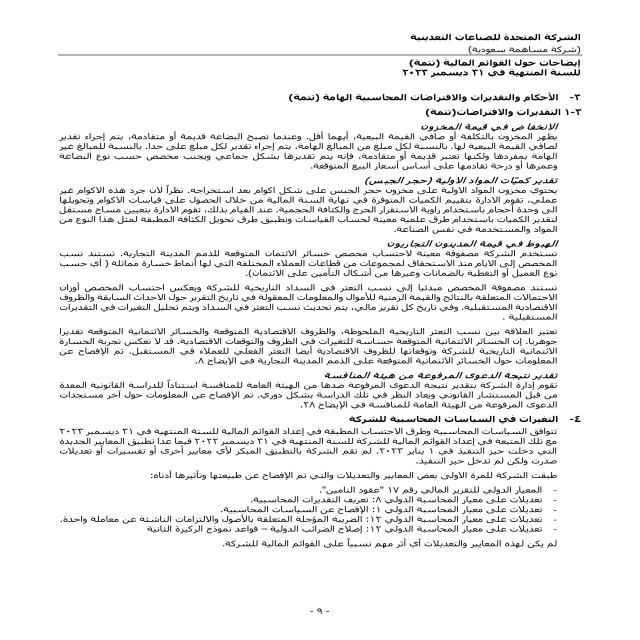 الشركة المتحدة للصناعات التعدينية
(شركة مساهمة سعودية)
إيضاحات حول القوائم المالية (تتمة)
للسنة المنتهية في ٣١ ديسمبر ٢٠٢٣
٣- الأحكام والتقديرات والافتراضات المحاسبية الهامة (تتمة)
٣-١ التقديرات والافتراضات(تتمة)
الانخفاض في قيمة المخزون
يظهر المخزون بالتكلفة أو صافي القيمة البيعية، أيهما أقل. وعندما تصبح البضاعة قديمة أو متقادمة، يتم إجراء تقدير
لصافي القيمة البيعية لها. بالنسبة لكل مبلغ من المبالغ الهامة، يتم إجراء تقدير لكل مبلغ على حدا. بالنسبة للمبالغ غير
الهامة بمفردها ولكنها تعتبر قديمة أو متقادمة، فإنه يتم تقديرها بشكل جماعي ويجنب مخصص حسب نوع البضاعة
وعمرها أو درجة تقادمها على أساس أسعار البيع المتوقعة.
تقدير كميّات المواد الاولية (حجر الجبس)
يحتوي مخزون المواد الاولية على مخزون حجر الجبس على شكل اكوام بعد استخراجه. نظراً لان جرد هذه الاكوام غير
عملي، تقوم الادارة بتقييم الكميات المتوفرة في نهاية السنة المالية من خلال الحصول على قياسات الاكوام وتحويلها
الى وحدة أحجام باستخدام زاوية الاستقرار الحرج والكثافة الحجمية. عند القيام بذلك، تقوم الادارة بتعيين مساح مستقل
لتقدير الكميات باستخدام طرق علمية معينة لحساب القياسات وتطبيق طرق تحويل الكثافة المطبقة لمثل هذا النوع من
المواد والمستخدمة في نفس الصناعة.
الهبوط في قيمة المدينون التجاريون
تستخدم الشركة مصفوفة معينة لاحتساب مخصص خسائر الائتمان المتوقعة للذمم المدينة التجارية. تستند نسب
المخصص إلى الايام منذ الاستحقاق لمجموعات من قطاعات العملاء المختلفة التي لها أنماط خسارة مماثلة ( أي حسب
نوع العميل أو التغطية بالضمانات وغيرها من أشكال التأمين على الائتمان).
تستند مصفوفة المخصص مبدئيا إلى نسب التعثر في السداد التاريخية للشركة ويعكس احتساب المخصص أوزان
الاحتمالات المتعلقة بالنتائج والقيمة الزمنية للأموال والمعلومات المعقولة في تاريخ التقرير حول الاحداث السابقة والظروف
الاقتصادية المستقبلية. وفي تاريخ كل تقرير مالي، يتم تحديث نسب التعثر في السداد ويتم تحليل التغيرات في التقديرات
المستقبلية .
تعتبر العلاقة بين نسب التعثر التاريخية الملحوظة، والظروف الاقتصادية المتوقعة والخسائر الائتمانية المتوقعة تقديرا
جوهريا. إن الخسائر الائتمانية المتوقعة حساسة للتغيرات في الظروف والتوقعات الاقتصادية. قد لا تعكس تجربة الخسارة
الائتمانية التاريخية للشركة وتوقعاتها للظروف الاقتصادية أيضا التعثر الفعلي للعملاء في المستقبل. تم الإفصاح عن
المعلومات حول الخسائر الائتمانية المتوقعة على الذمم المدينة التجارية في الإيضاح ٨.
تقدير نتيجة الدعوى المرفوعة من هيئة المنافسة
تقوم إدارة الشركة بتقدير نتيجة الدعوى المرفوعة ضدها من الهيئة العامة للمنافسة استناداً للدراسة القانونية المعدة
من قبل المستشار القانوني ويعاد النظر في تلك الدراسة بشكل دوري. تم الإفصاح عن المعلومات حول آخر مستجدات
الدعوى المرفوعة من الهيئة العامة للمنافسة في الإيضاح ٢٨.
٤- التغيرات في السياسات المحاسبية للشركة
تتوافق السياسات المحاسبية وطرق الاحتساب المطبقة في إعداد القوائم المالية للسنة المنتهية في ٣١ ديسمبر ٢٠٢٣
مع تلك المتبعة في إعداد القوائم المالية للشركة للسنة المنتهية في ٣١ ديسمبر ٢٠٢٢ فيما عدا تطبيق المعايير الجديدة
التي دخلت حيز التنفيذ في ١ يناير ٢٠٢٣. لم تقم الشركة بالتطبيق المبكر لأي معايير أخرى أو تفسيرات أو تعديلات
صدرت ولكن لم تدخل حيز التنفيذ.
طبقت الشركة للمرة الاولى بعض المعايير والتعديلات والتي تم الإفصاح عن طبيعتها وتأثيرها أدناه:
- المعيار الدولي للتقرير المالي رقم ١٧ "عقود التامين".
- تعديلات على معيار المحاسبة الدولي ٨: تعريف التقديرات المحاسبية.
- تعديلات على معيار المحاسبة الدولي ١: الإفصاح عن السياسات المحاسبية.
- تعديلات على معيار المحاسبة الدولي ١٢: الضريبة المؤجلة المتعلقة بالأصول والالتزامات الناشئة عن معاملة واحدة.
- تعديلات على معيار المحاسبة الدولي ١٢: إصلاح الضرائب الدولية – قواعد نموذج الركيزة الثانية
لم يكن لهذه المعايير والتعديلات أي أثر مهم نسبياً على القوائم المالية للشركة.
- ٩ -